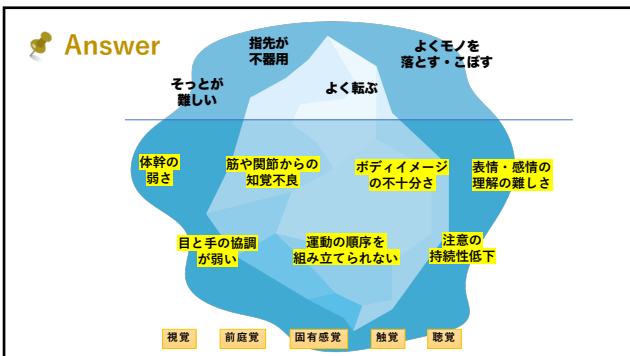 Answer
指先が
不器用
よくモノを
落とす・こぼす
そっとが
難しい
よく転ぶ
体幹の
弱さ
筋や関節からの
知覚不良
ボディイメージ
の不十分さ
表情・感情の
理解の難しさ
目と手の協調
が弱い
運動の順序を
組み立てられない
注意の
持続性低下
視覚
前庭覚
固有感覚
触覚
聴覚